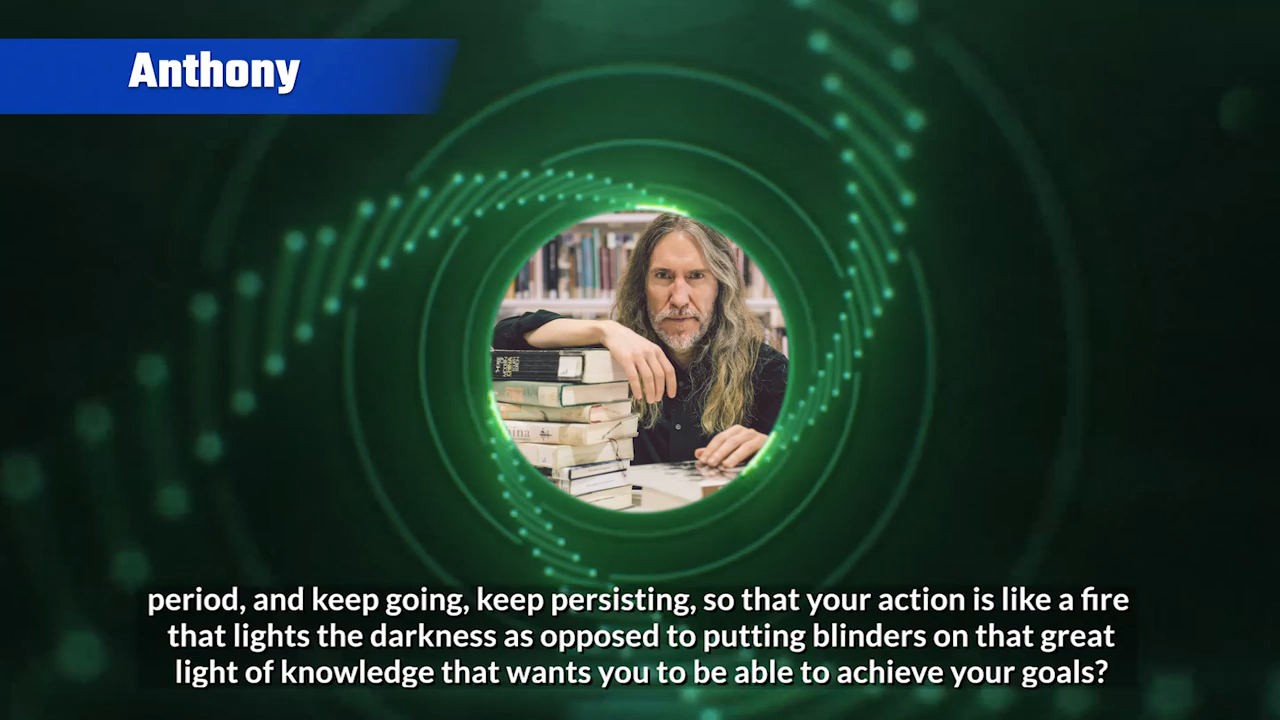 Anthony
china
period, and keep going, keep persisting, so that your action is like a fire
that lights the darkness as opposed to putting blinders on that great
light of knowledge that wants you to be able to achieve your goals?